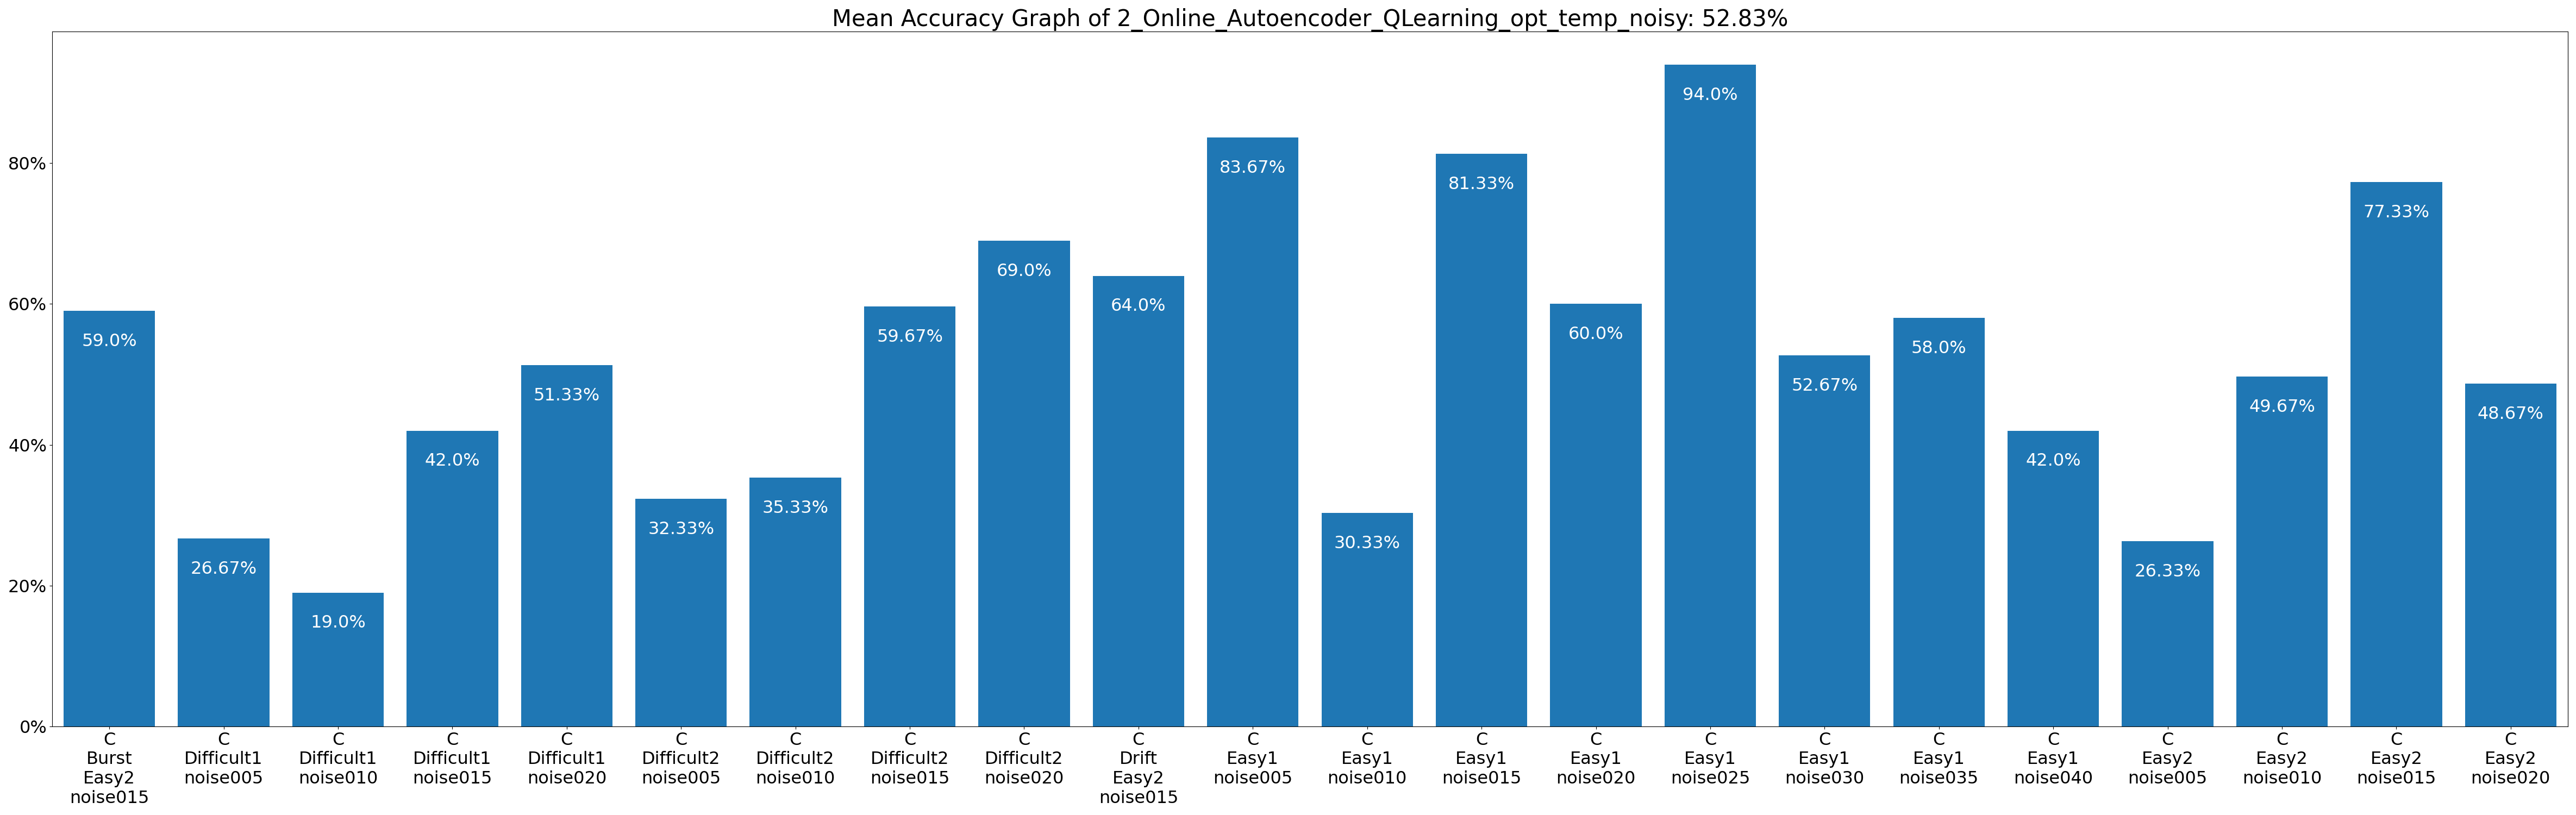 Mean Accuracy Graph of 2_Online_Autoencoder_QLearning_opt_temp_noisy: 52.83%
80%
60%
40%
20%
0%
59.0%
26.67%
19.0%
42.0%
51.33%
32.33%
35.33%
59.67%
69.0%
64.0%
83.67%
30.33%
81.33%
60.0%
94.0%
52.67%
58.0%
42.0%
26.33%
49.67%
77.33%
48.67%
C
Burst
Easy2
noise015
C
Difficult1
noise005
C
Difficult1
noise010
C
Difficult1
noise015
C
Difficult1
noise020
C
Difficult2
noise005
C
Difficult2
noise010
C
Difficult2
noise015
C
Difficult2
noise020
C
Drift
Easy2
noise015
C
Easy1
noise005
C
Easy1
noise010
C
Easy1
noise015
C
Easy1
noise020
C
Easy1
noise025
C
Easy1
noise030
C
Easy1
noise035
C
Easy1
noise040
C
Easy2
noise005
C
Easy2
noise010
C
Easy2
noise015
C
Easy2
noise020